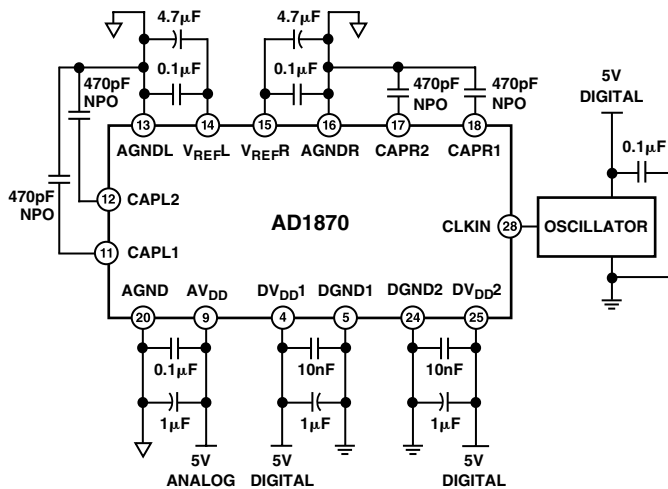 4.7µF
4.7µF
470pF
NPO
0.1µF
0.1µF
470pF
NPO
470pF
NPO
5V
DIGITAL
13
14
15
16
17
18
AGNDL
VREFL
VREFR
AGNDR
CAPR2
CAPR1
0.1µF
470pF
NPO
12
CAPL2
AD1870
CLKIN
28
OSCILLATOR
11
CAPL1
AGND
AVDD
DVDD1
DGND1
DGND2
DVDD2
20
9
4
5
24
25
0.1µF
10nF
10nF
1µF
1µF
1µF
5V
ANALOG
5V
DIGITAL
5V
DIGITAL